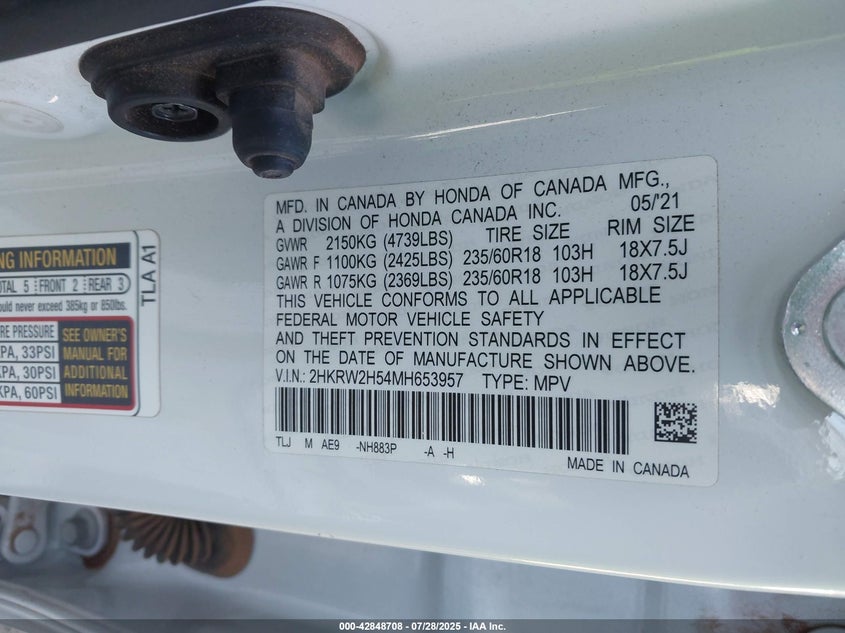 MFD. IN CANADA BY HONDA OF CANADA MFG.,
A DIVISION OF HONDA CANADA INC. 05/'21
GVWR 2150KG (4739LBS) TIRE SIZE RIM SIZE
GAWR F 1100KG (2425LBS) 235/60R18 103H 18X7.5J
GAWR R 1075KG (2369LBS) 235/60R18 103H 18X7.5J
THIS VEHICLE CONFORMS TO ALL APPLICABLE
FEDERAL MOTOR VEHICLE SAFETY
AND THEFT PREVENTION STANDARDS IN EFFECT
ON THE DATE OF MANUFACTURE SHOWN ABOVE.
V.I.N.: 2HKRW2H54MH653957 TYPE: MPV
TLJ M AE9 -NH883P -A -H
MADE IN CANADA
NG INFORMATION
OTAL 5 FRONT 2 REAR 3
ould never exceed 385kg or 850lbs.
RE PRESSURE
KPA, 33PSI
KPA, 30PSI
KPA, 60PSI
SEE OWNER'S
MANUAL FOR
ADDITIONAL
INFORMATION
TLA A1
000-42848708 - 07/28/2025 - IAA Inc.